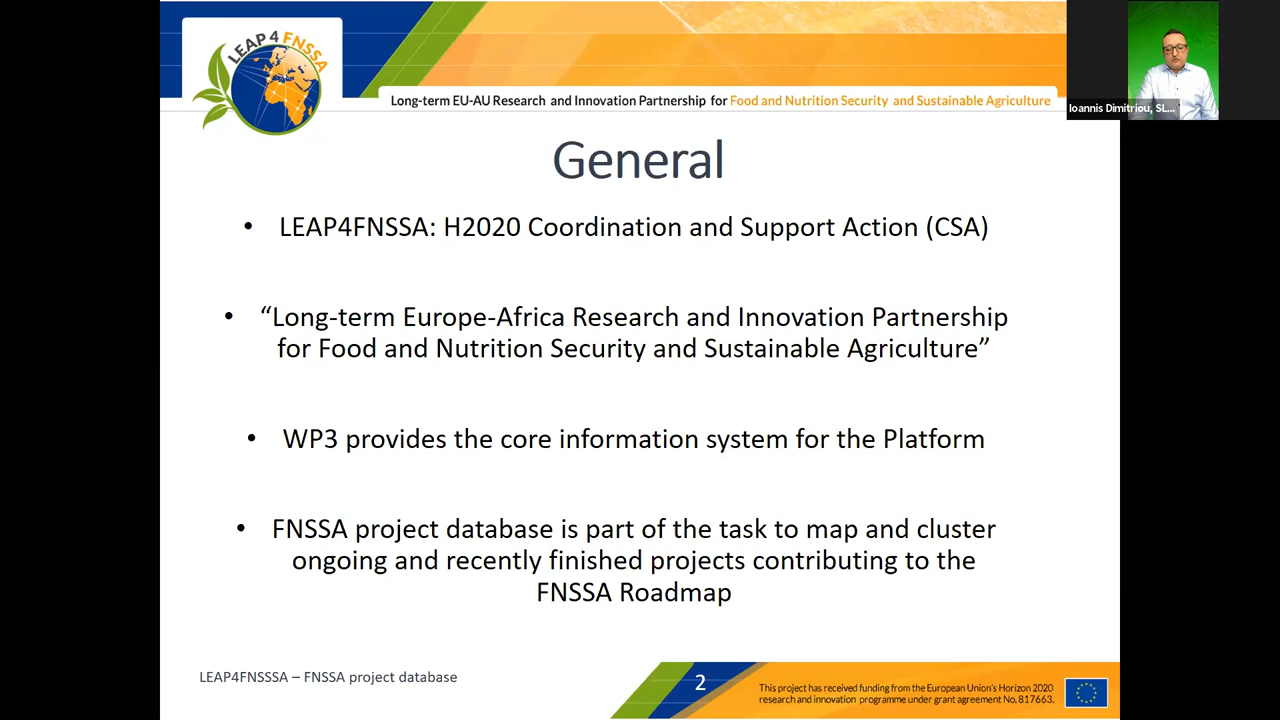 LEAP 4 FNSSA
Long-term EU-AU Research and Innovation Partnership for Food and Nutrition Security and Sustainable Agriculture
Ioannis Dimitriou, SL...
General
• LEAP4FNSSA: H2020 Coordination and Support Action (CSA)
• “Long-term Europe-Africa Research and Innovation Partnership
for Food and Nutrition Security and Sustainable Agriculture”
• WP3 provides the core information system for the Platform
• FNSSA project database is part of the task to map and cluster
ongoing and recently finished projects contributing to the
FNSSA Roadmap
LEAP4FNSSSA – FNSSA project database
2
This project has received funding from the European Union's Horizon 2020
research and innovation programme under grant agreement No. 817663.